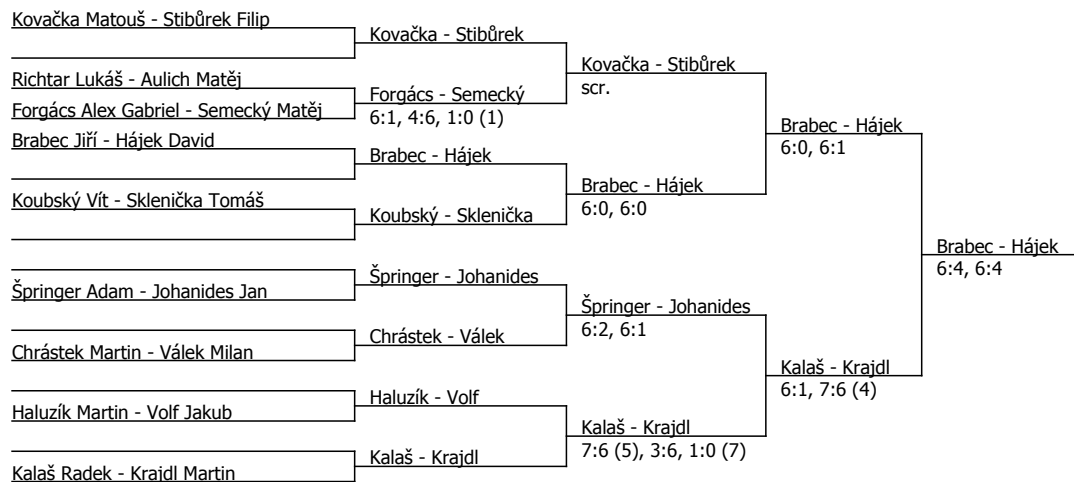 Kovačka Matouš - Stibůrek Filip
Richtar Lukáš - Aulich Matěj
Forgács Alex Gabriel - Semecký Matěj
Brabec Jiří - Hájek David
Koubský Vít - Sklenička Tomáš
Špringer Adam - Johanides Jan
Chrástek Martin - Válek Milan
Haluzík Martin - Volf Jakub
Kalaš Radek - Krajdl Martin
Kovačka - Stibůrek
Forgács - Semecký
6:1, 4:6, 1:0 (1)
Brabec - Hájek
Koubský - Sklenička
Špringer - Johanides
Chrástek - Válek
Haluzík - Volf
Kalaš - Krajdl
Kovačka - Stibůrek
scr.
Brabec - Hájek
6:0, 6:0
Špringer - Johanides
6:2, 6:1
Kalaš - Krajdl
7:6 (5), 3:6, 1:0 (7)
Brabec - Hájek
6:0, 6:1
Kalaš - Krajdl
6:1, 7:6 (4)
Brabec - Hájek
6:4, 6:4